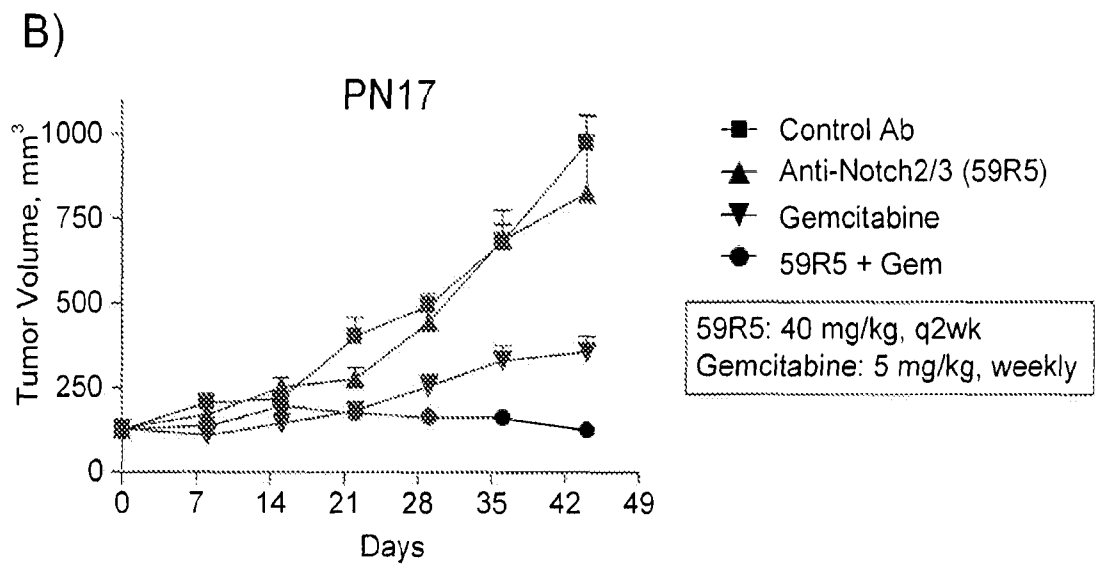 B)
PN17
Tumor Volume, mm³
1000
750
500
250
0
0 7 14 21 28 35 42 49
Days
Control Ab
Anti-Notch2/3 (59R5)
Gemcitabine
59R5 + Gem
59R5: 40 mg/kg, q2wk
Gemcitabine: 5 mg/kg, weekly